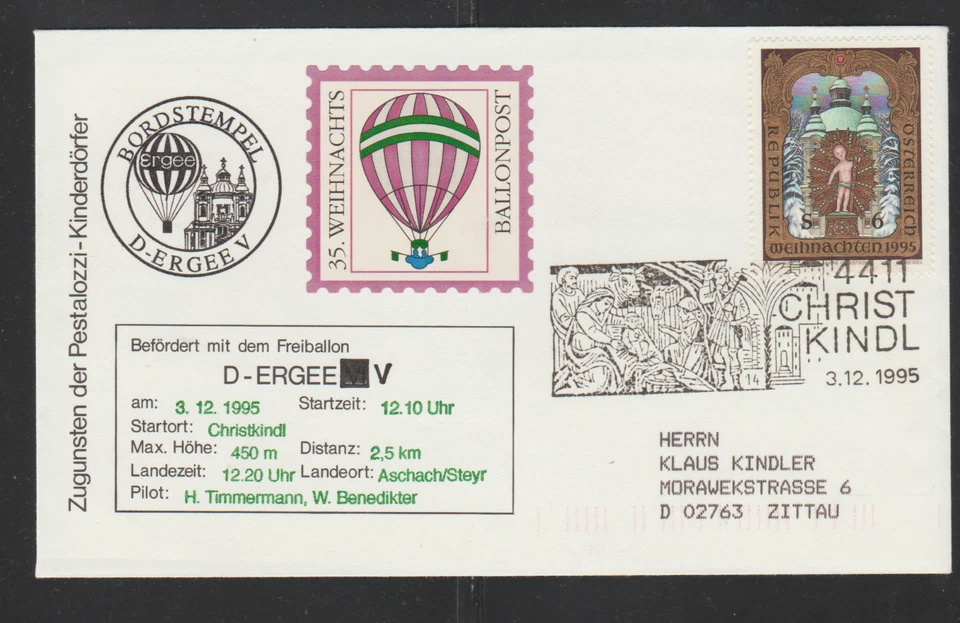 Zugunsten der Pestalozzi-Kinderdörfer
BORDSTEMPEL
ergee
D-ERGEE V
35. WEIHNACHTS
BALLONPOST
REPUBLIK
ÖSTERREICH
S 6
WEIHNACHTEN 1995
4411
CHRIST
KINDL
14
3.12.1995
Befördert mit dem Freiballon
D-ERGEE V
am: 3. 12. 1995 Startzeit: 12.10 Uhr
Startort: Christkindl
Max. Höhe: 450 m Distanz: 2,5 km
Landezeit: 12.20 Uhr Landeort: Aschach/Steyr
Pilot: H. Timmermann, W. Benedikter
HERRN
KLAUS KINDLER
MORAWEKSTRASSE 6
D 02763 ZITTAU